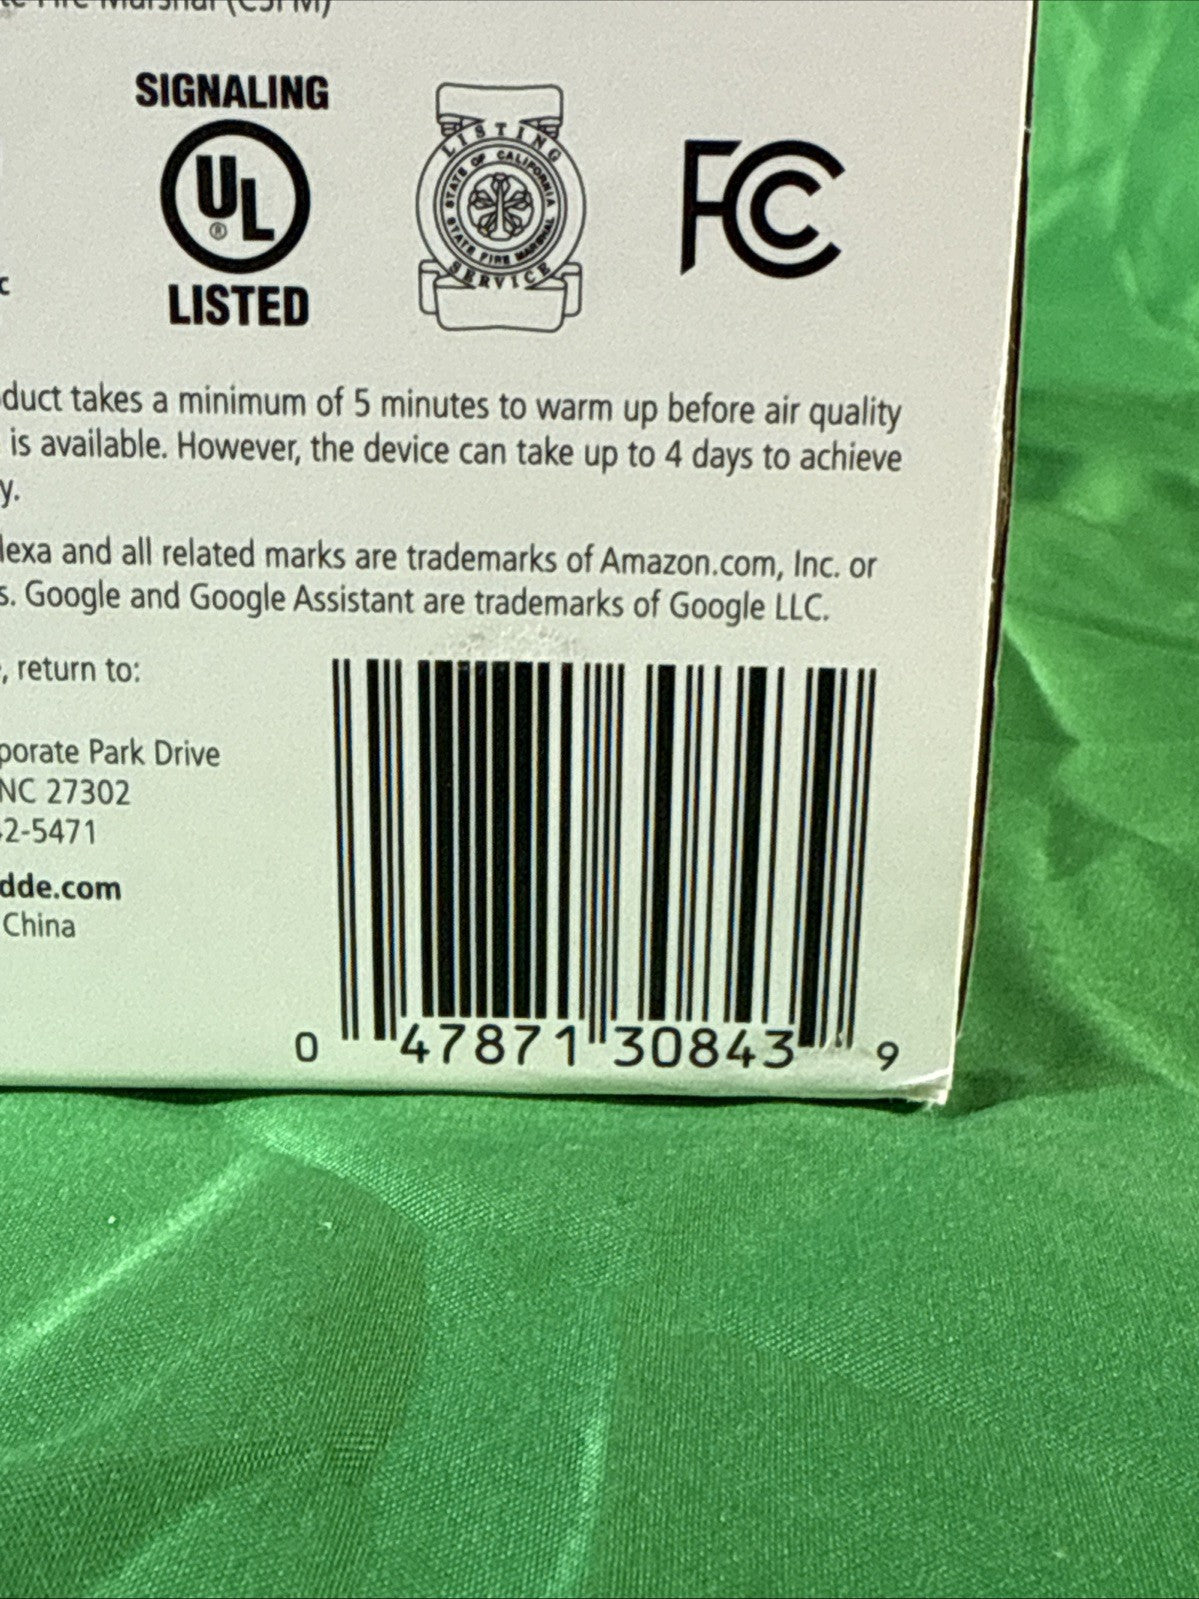 Marshal (CSFM)
SIGNALING
UL
®
LISTED
LISTING
STATE OF CALIFORNIA
STATE FIRE MARSHAL
SERVICE
FC
c
duct takes a minimum of 5 minutes to warm up before air quality
is available. However, the device can take up to 4 days to achieve
y.
lexa and all related marks are trademarks of Amazon.com, Inc. or
s. Google and Google Assistant are trademarks of Google LLC.
, return to:
porate Park Drive
NC 27302
2-5471
dde.com
China
0 47871 30843 9